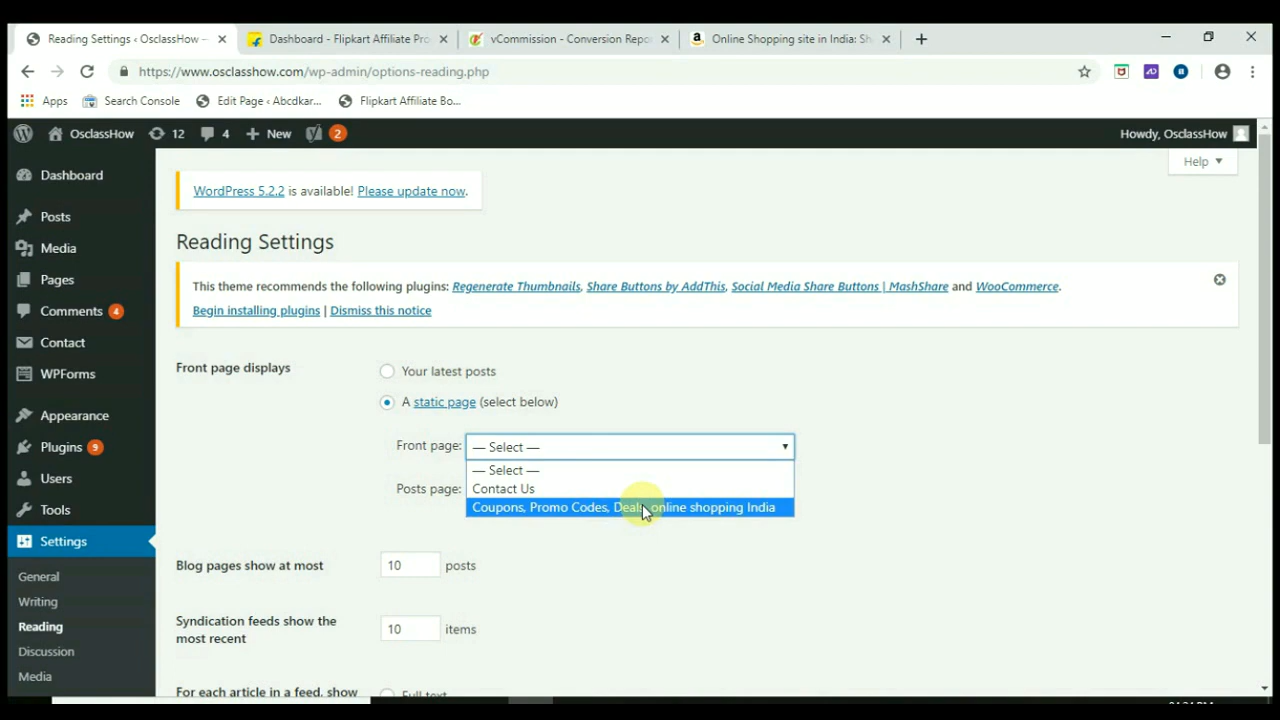 Reading Settings ‹ OsclassHow —
Dashboard - Flipkart Affiliate Pro
vCommission - Conversion Repo
Online Shopping site in India: Sh
https://www.osclasshow.com/wp-admin/options-reading.php
Apps
Search Console
Edit Page ‹ Abcdkar...
Flipkart Affiliate Bo...
OsclassHow
12
4
New
2
Howdy, OsclassHow
Help
Dashboard
Posts
Media
Pages
Comments 4
Contact
WPForms
Appearance
Plugins 9
Users
Tools
Settings
General
Writing
Reading
Discussion
Media
WordPress 5.2.2 is available! Please update now.
Reading Settings
This theme recommends the following plugins: Regenerate Thumbnails, Share Buttons by AddThis, Social Media Share Buttons | MashShare and WooCommerce.
Begin installing plugins | Dismiss this notice
Front page displays
Your latest posts
A static page (select below)
Front page: — Select —
— Select —
Contact Us
Posts page:
Coupons, Promo Codes, Deals, online shopping India
Blog pages show at most 10 posts
Syndication feeds show the
most recent
10 items
For each article in a feed, show
Full text